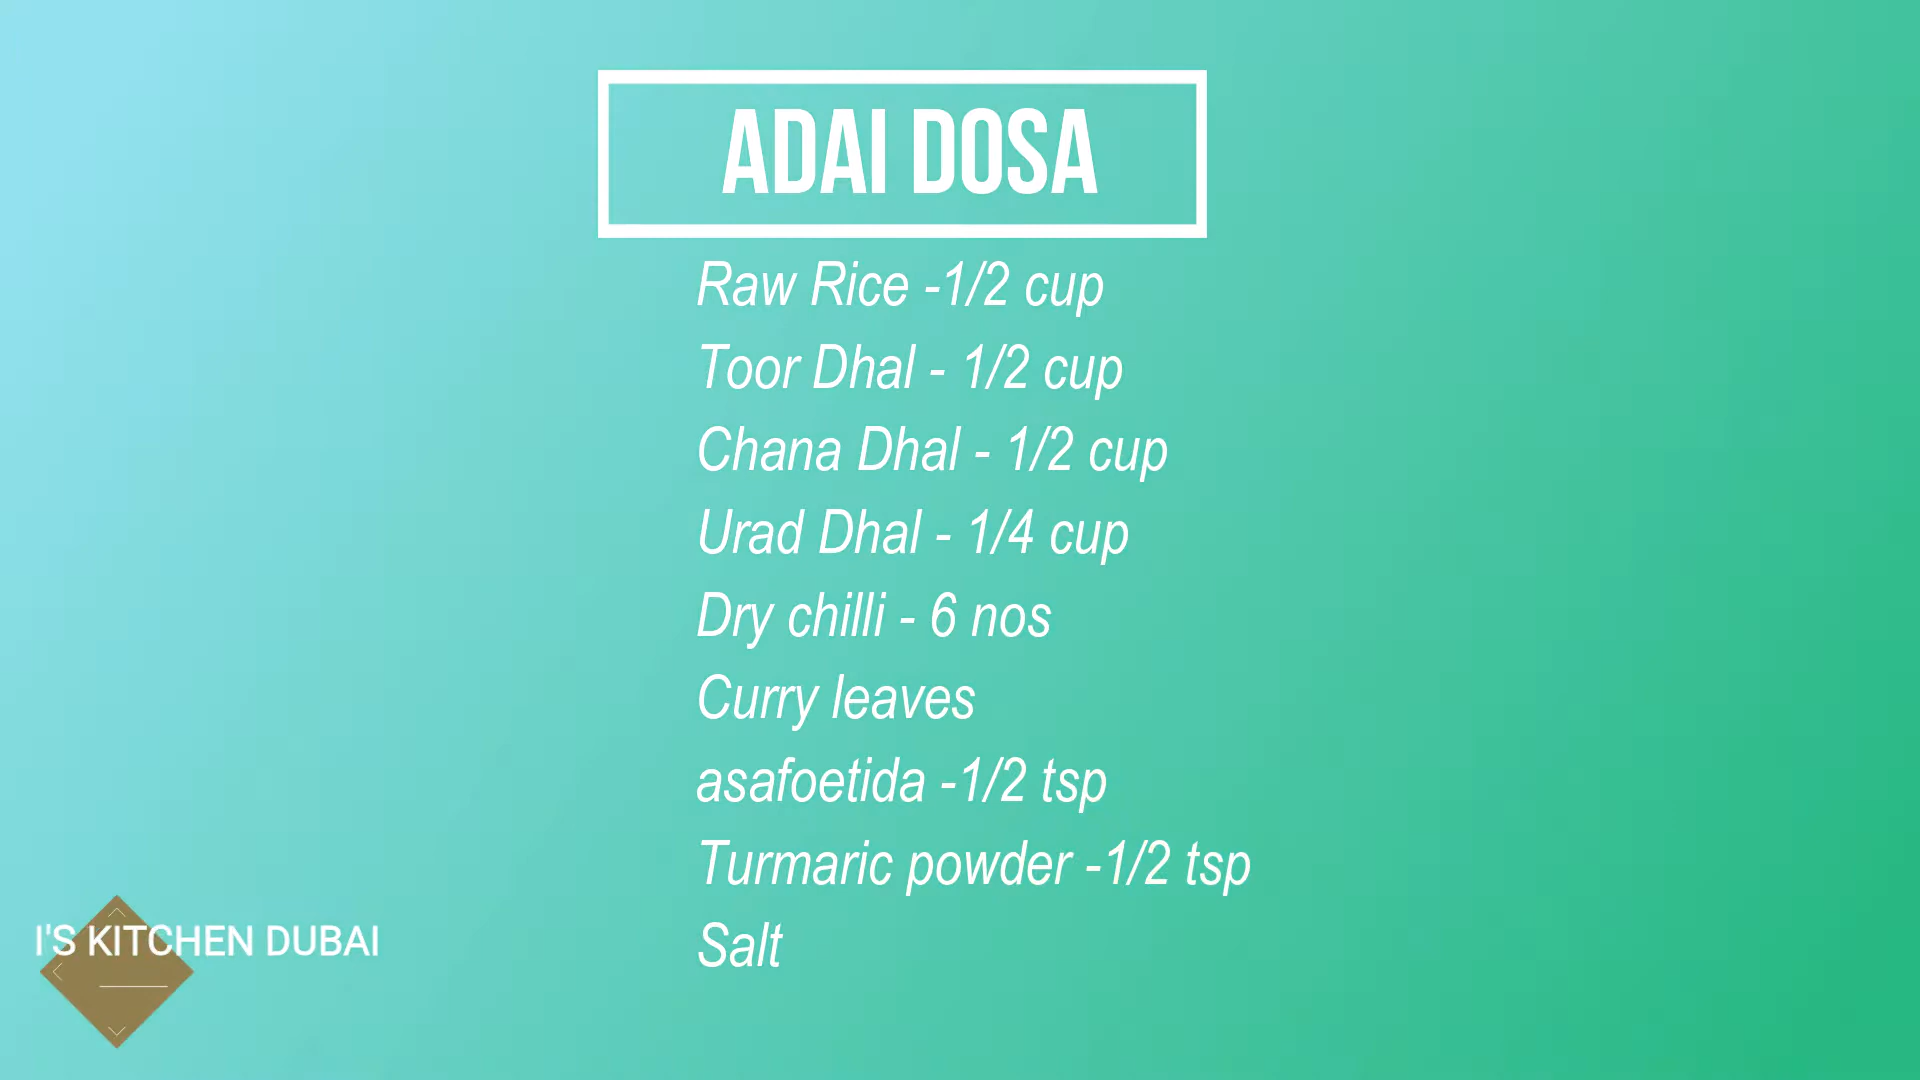 ADAI DOSA
Raw Rice -1/2 cup
Toor Dhal - 1/2 cup
Chana Dhal - 1/2 cup
Urad Dhal - 1/4 cup
Dry chilli - 6 nos
Curry leaves
asafoetida -1/2 tsp
Turmaric powder -1/2 tsp
Salt
I'S KITCHEN DUBAI